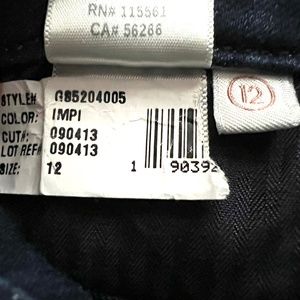 RN# 115561
CA# 56266
STYLE# G85204005
COLOR: IMPI
CUT#: 090413
LOT REF# 090413
SIZE: 12
1 90392
12